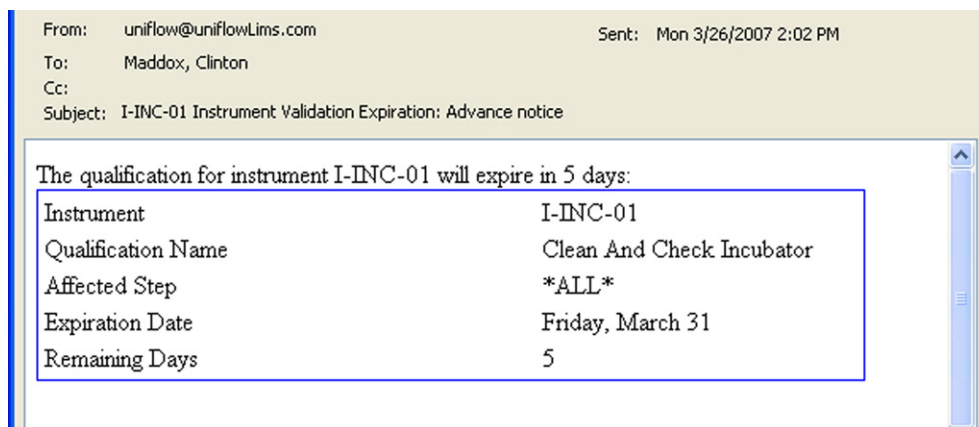 From: uniflow@uniflowLims.com Sent: Mon 3/26/2007 2:02 PM
To: Maddox, Clinton
Cc:
Subject: I-INC-01 Instrument Validation Expiration: Advance notice
The qualification for instrument I-INC-01 will expire in 5 days:
Instrument I-INC-01
Qualification Name Clean And Check Incubator
Affected Step *ALL*
Expiration Date Friday, March 31
Remaining Days 5